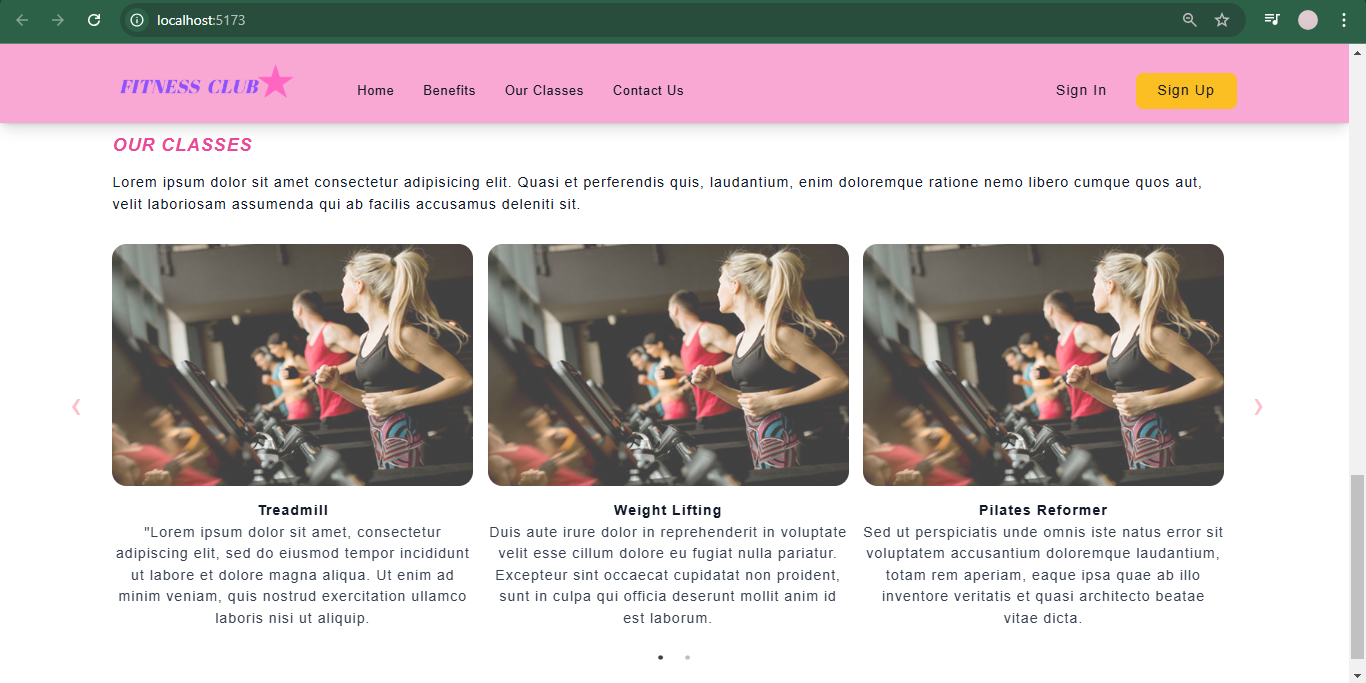 localhost:5173
FITNESS CLUB
Home Benefits Our Classes Contact Us
Sign In Sign Up
OUR CLASSES
Lorem ipsum dolor sit amet consectetur adipisicing elit. Quasi et perferendis quis, laudantium, enim doloremque ratione nemo libero cumque quos aut,
velit laboriosam assumenda qui ab facilis accusamus deleniti sit.
Treadmill
"Lorem ipsum dolor sit amet, consectetur
adipiscing elit, sed do eiusmod tempor incididunt
ut labore et dolore magna aliqua. Ut enim ad
minim veniam, quis nostrud exercitation ullamco
laboris nisi ut aliquip.
Weight Lifting
Duis aute irure dolor in reprehenderit in voluptate
velit esse cillum dolore eu fugiat nulla pariatur.
Excepteur sint occaecat cupidatat non proident,
sunt in culpa qui officia deserunt mollit anim id
est laborum.
Pilates Reformer
Sed ut perspiciatis unde omnis iste natus error sit
voluptatem accusantium doloremque laudantium,
totam rem aperiam, eaque ipsa quae ab illo
inventore veritatis et quasi architecto beatae
vitae dicta.